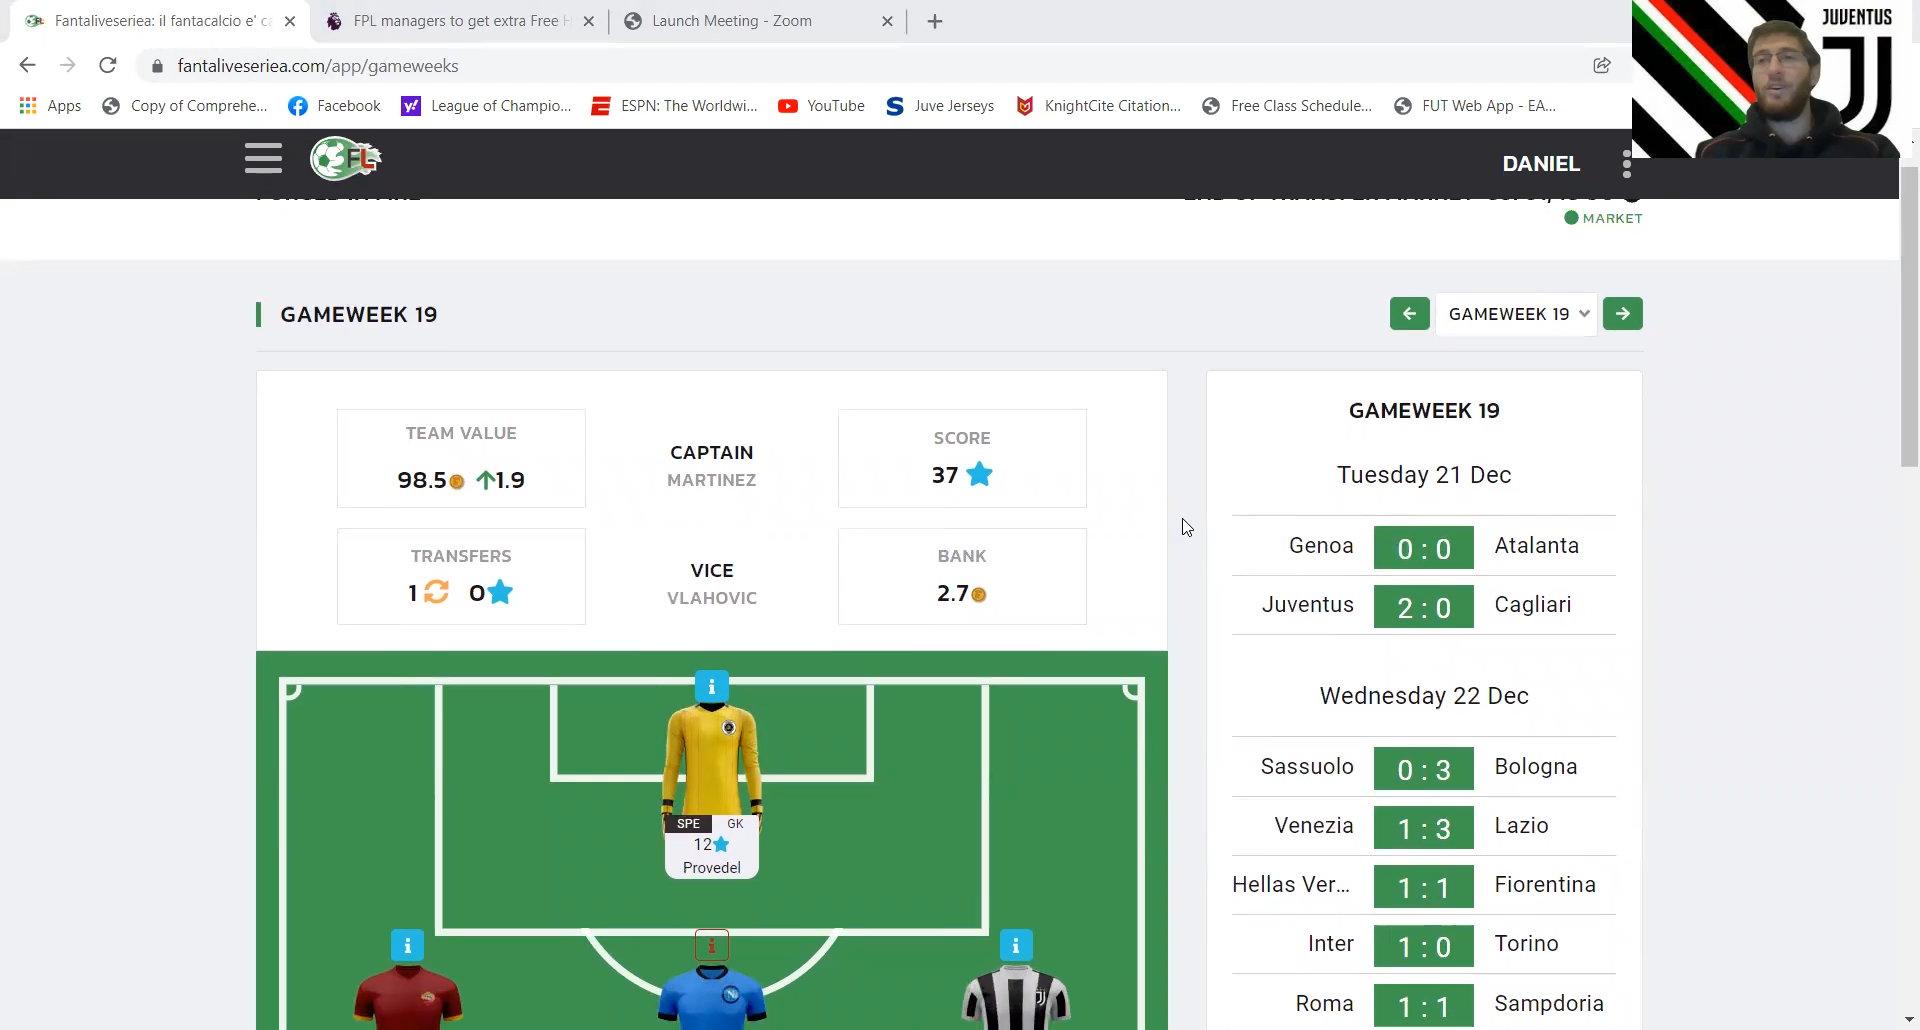 Fantaliveseriea: il fantacalcio e' ca
FPL managers to get extra Free H
Launch Meeting - Zoom
JUVENTUS
fantaliveseriea.com/app/gameweeks
Apps
Copy of Comprehe...
Facebook
League of Champio...
ESPN: The Worldwi...
YouTube
Juve Jerseys
KnightCite Citation...
Free Class Schedule...
FUT Web App - EA...
FL
DANIEL
MARKET
GAMEWEEK 19
GAMEWEEK 19
TEAM VALUE
98.5 1.9
CAPTAIN
MARTINEZ
SCORE
37
TRANSFERS
1 0
VICE
VLAHOVIC
BANK
2.7
SPE GK
12
Provedel
GAMEWEEK 19
Tuesday 21 Dec
Genoa 0 : 0 Atalanta
Juventus 2 : 0 Cagliari
Wednesday 22 Dec
Sassuolo 0 : 3 Bologna
Venezia 1 : 3 Lazio
Hellas Ver... 1 : 1 Fiorentina
Inter 1 : 0 Torino
Roma 1 : 1 Sampdoria